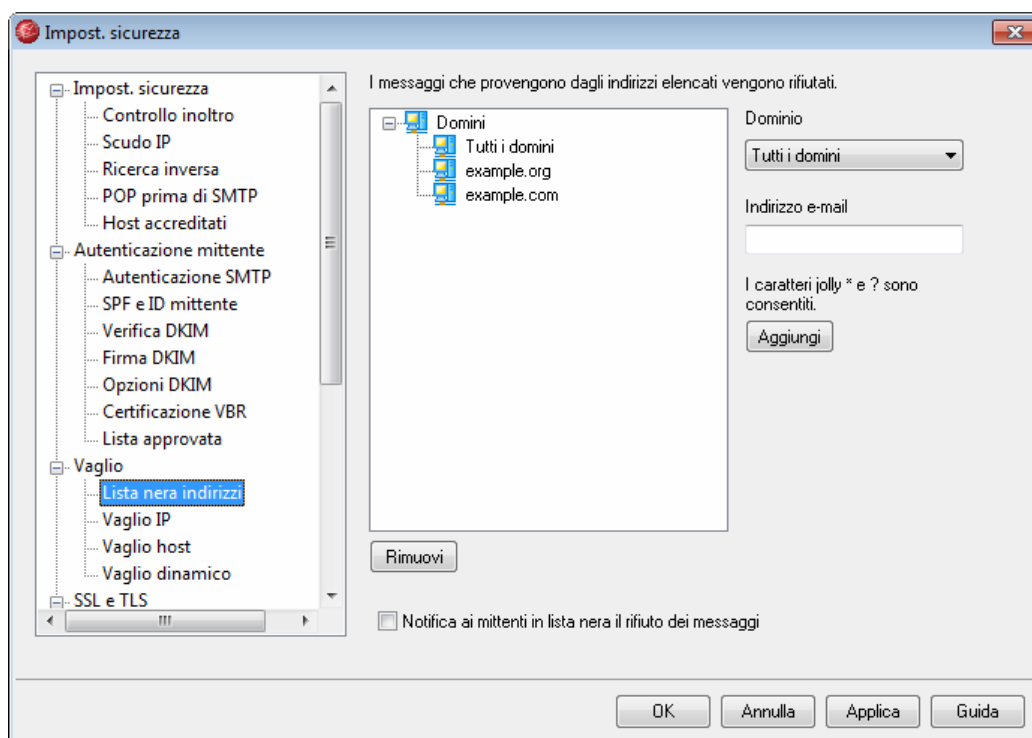 Impost. sicurezza
Impost. sicurezza
Controllo inoltro
Scudo IP
Ricerca inversa
POP prima di SMTP
Host accreditati
Autenticazione mittente
Autenticazione SMTP
SPF e ID mittente
Verifica DKIM
Firma DKIM
Opzioni DKIM
Certificazione VBR
Lista approvata
Vaglio
Lista nera indirizzi
Vaglio IP
Vaglio host
Vaglio dinamico
SSL e TLS
I messaggi che provengono dagli indirizzi elencati vengono rifiutati.
Domini
Tutti i domini
example.org
example.com
Rimuovi
Dominio
Tutti i domini
Indirizzo e-mail
I caratteri jolly * e ? sono
consentiti.
Aggiungi
Notifica ai mittenti in lista nera il rifiuto dei messaggi
OK
Annulla
Applica
Guida